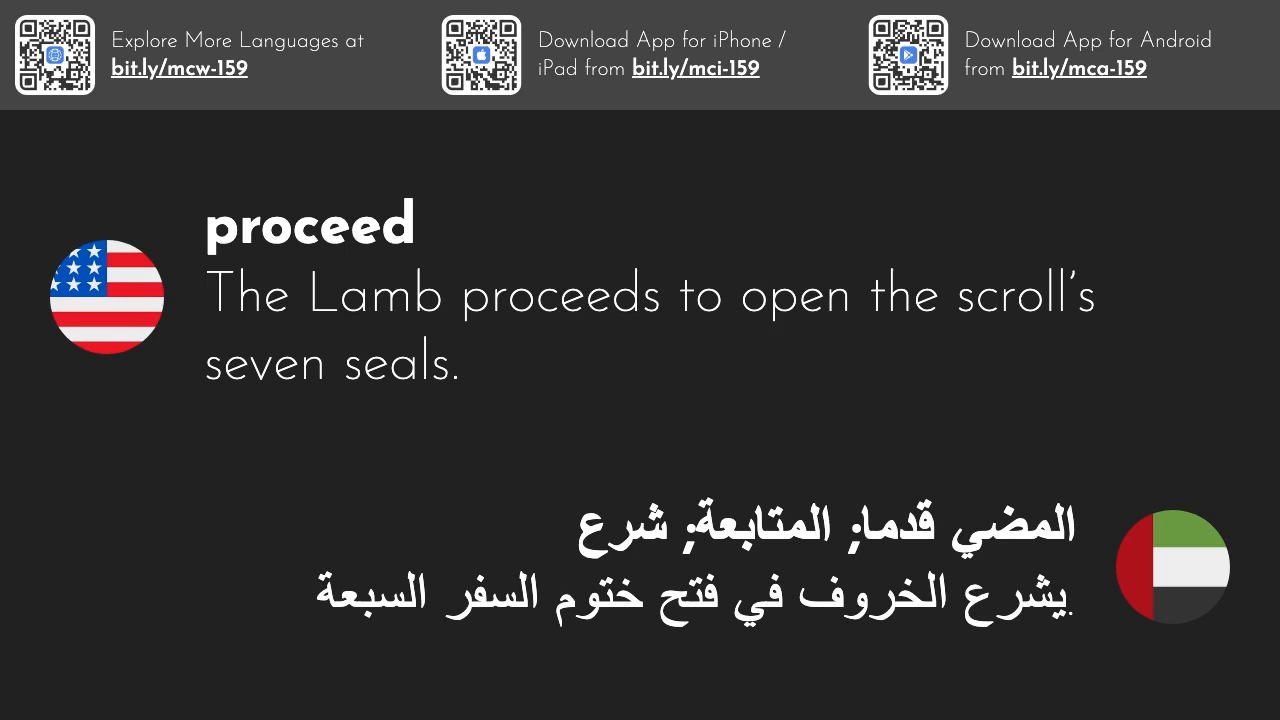 Explore More Languages at
bit.ly/mcw-159
Download App for iPhone /
iPad from bit.ly/mci-159
Download App for Android
from bit.ly/mca-159
proceed
The Lamb proceeds to open the scroll’s
seven seals.
المضي قدما; المتابعة; شرع
يشرع الخروف في فتح ختوم السفر السبعة.